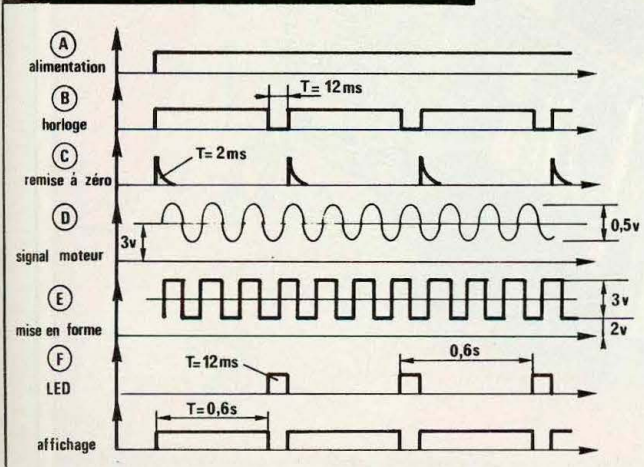 A
alimentation
B
T= 12ms
horloge
C
T= 2ms
remise á zéro
D
3v
0,5v
signal moteur
E
3v
mise en forme
2v
F
T= 12ms
0,6s
LED
T= 0,6s
affichage